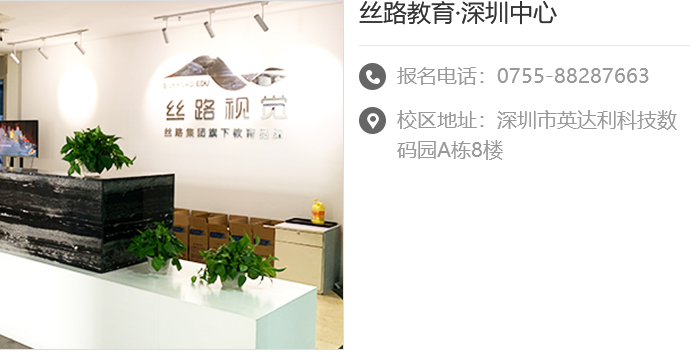 丝路教育·深圳中心
报名电话：0755-88287663
校区地址：深圳市英达利科技数
码园A栋8楼
丝路视觉
丝路集团旗下教育品牌